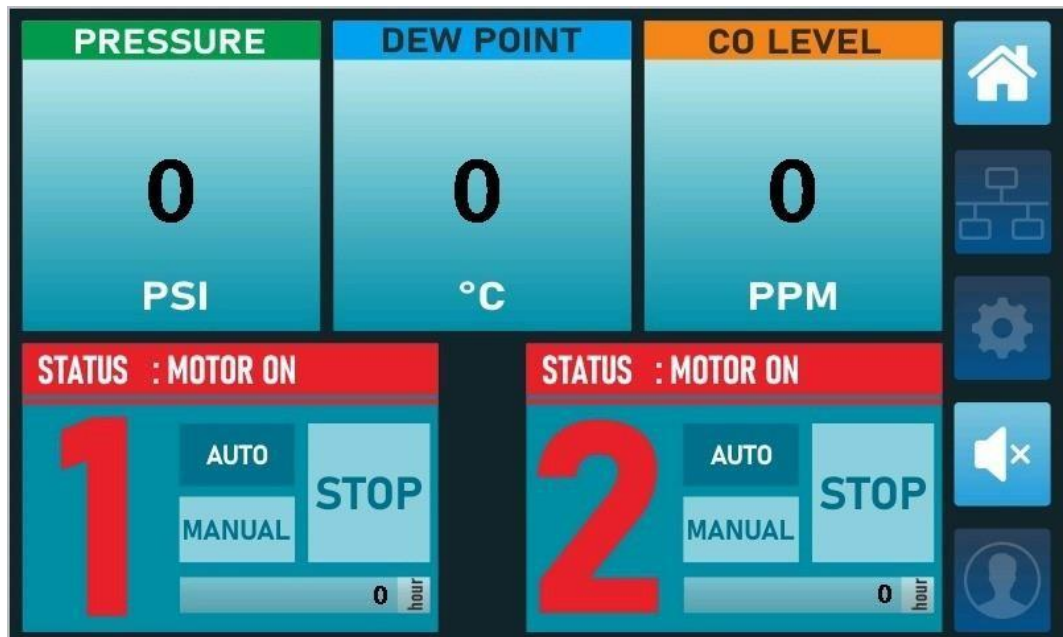 PRESSURE DEW POINT CO LEVEL
0 0 0
PSI °C PPM
STATUS : MOTOR ON
1
AUTO
MANUAL
STOP
0 hour
STATUS : MOTOR ON
2
AUTO
MANUAL
STOP
0 hour